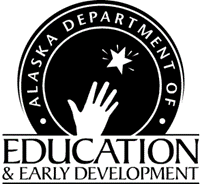 • ALASKA DEPARTMENT OF •
EDUCATION
& EARLY DEVELOPMENT